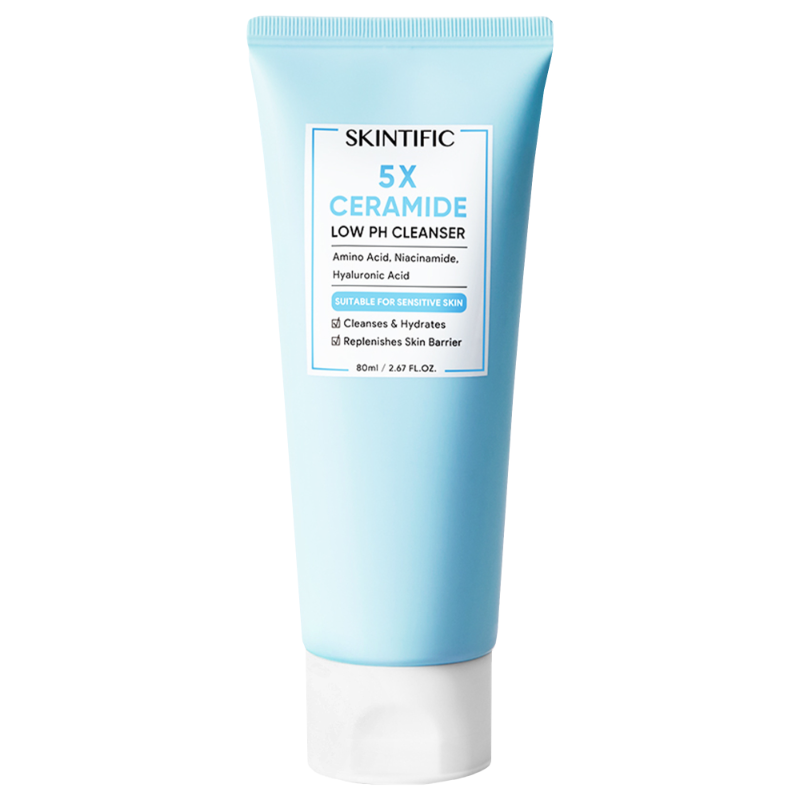 SKINTIFIC
5X
CERAMIDE
LOW PH CLEANSER
Amino Acid, Niacinamide,
Hyaluronic Acid
SUITABLE FOR SENSITIVE SKIN
☑ Cleanses & Hydrates
☑ Replenishes Skin Barrier
80ml / 2.67 FL.OZ.